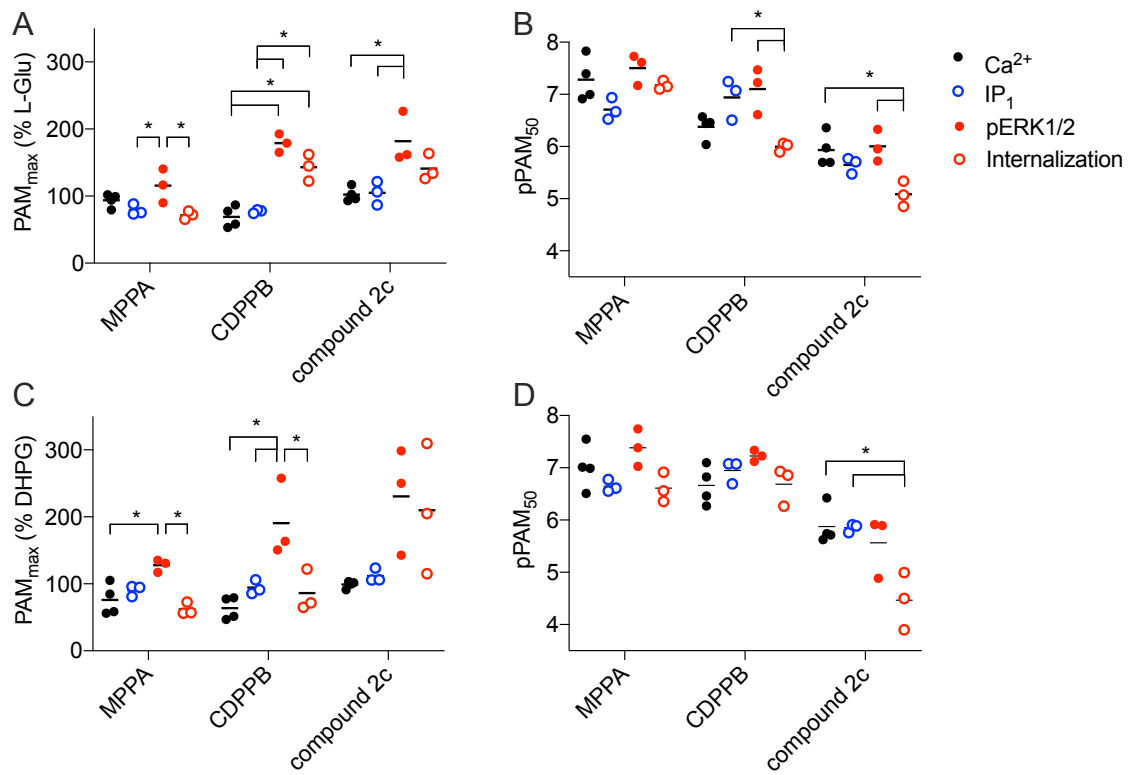 A
PAMmax (% L-Glu)
300
200
100
0
* * * * * *
MPPA
CDPPB
compound 2c
B
pPAM50
8
7
6
5
4
* *
MPPA
CDPPB
compound 2c
Ca2+
IP1
pERK1/2
Internalization
C
PAMmax (% DHPG)
300
200
100
0
* * * *
MPPA
CDPPB
compound 2c
D
pPAM50
8
7
6
5
4
*
MPPA
CDPPB
compound 2c